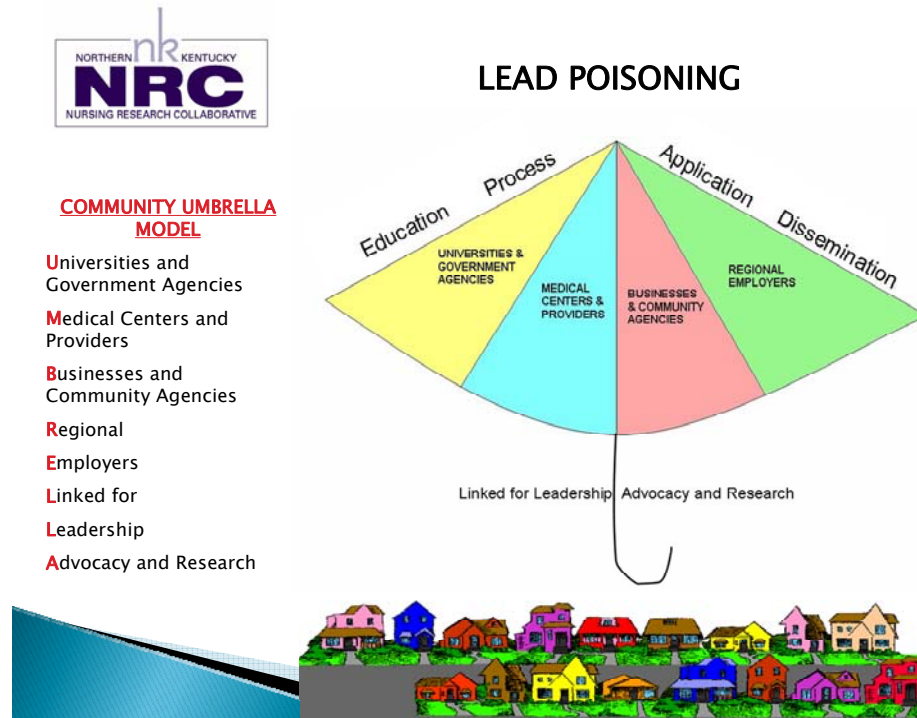 nk
NORTHERN KENTUCKY
NRC
NURSING RESEARCH COLLABORATIVE
LEAD POISONING
COMMUNITY UMBRELLA
MODEL
Universities and
Government Agencies
Medical Centers and
Providers
Businesses and
Community Agencies
Regional
Employers
Linked for
Leadership
Advocacy and Research
Education Process
Application Dissemination
UNIVERSITIES &
GOVERNMENT
AGENCIES
MEDICAL
CENTERS &
PROVIDERS
BUSINESSES
& COMMUNITY
AGENCIES
REGIONAL
EMPLOYERS
Linked for Leadership Advocacy and Research